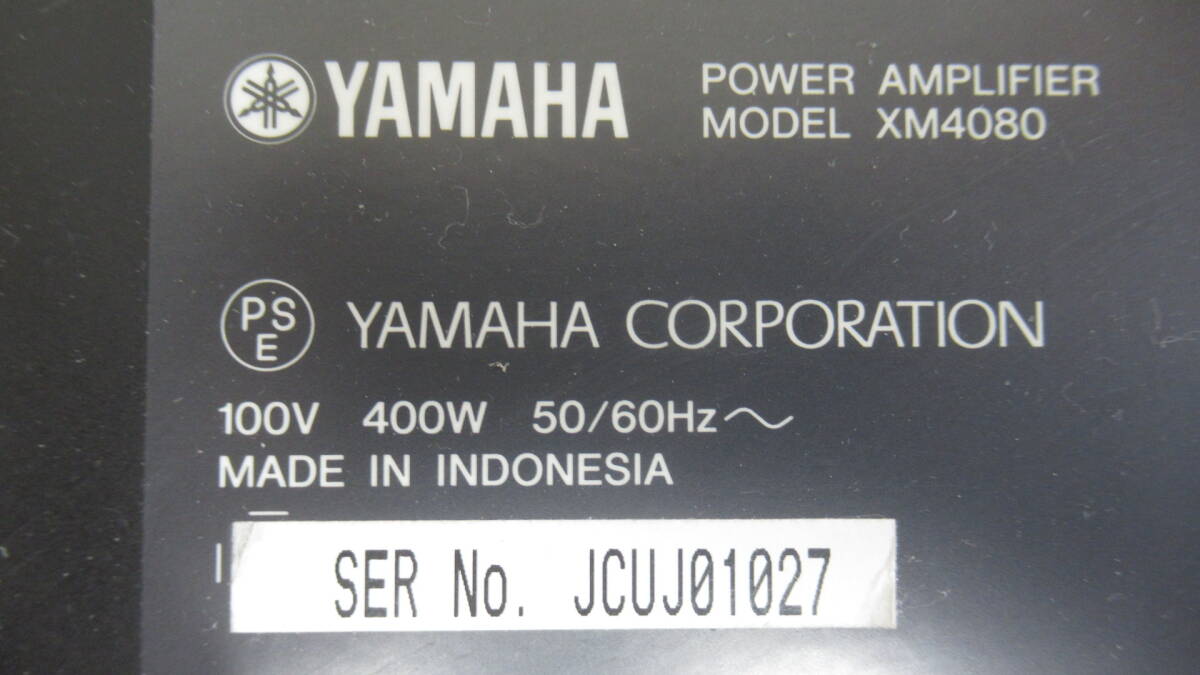 YAMAHA POWER AMPLIFIER
MODEL XM4080
PSE YAMAHA CORPORATION
100V 400W 50/60Hz～
MADE IN INDONESIA
SER No. JCUJ01027